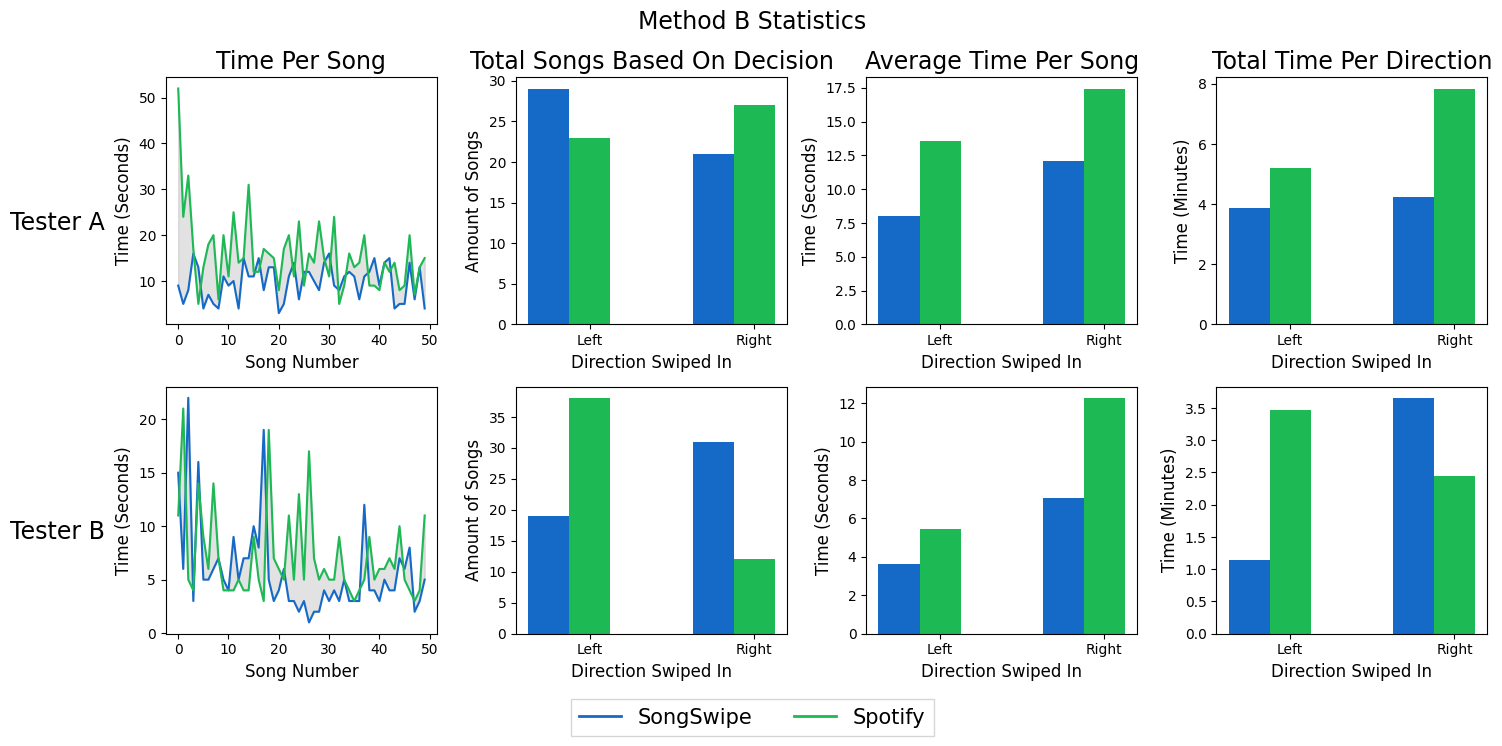 Method B Statistics
Time Per Song
Total Songs Based On Decision
Average Time Per Song
Total Time Per Direction
Tester A
Time (Seconds)
50
40
30
20
10
0 10 20 30 40 50
Song Number
Amount of Songs
30
25
20
15
10
5
0
Left Right
Direction Swiped In
Time (Seconds)
17.5
15.0
12.5
10.0
7.5
5.0
2.5
0.0
Left Right
Direction Swiped In
Time (Minutes)
8
6
4
2
0
Left Right
Direction Swiped In
Tester B
Time (Seconds)
20
15
10
5
0
0 10 20 30 40 50
Song Number
Amount of Songs
35
30
25
20
15
10
5
0
Left Right
Direction Swiped In
Time (Seconds)
12
10
8
6
4
2
0
Left Right
Direction Swiped In
Time (Minutes)
3.5
3.0
2.5
2.0
1.5
1.0
0.5
0.0
Left Right
Direction Swiped In
SongSwipe Spotify